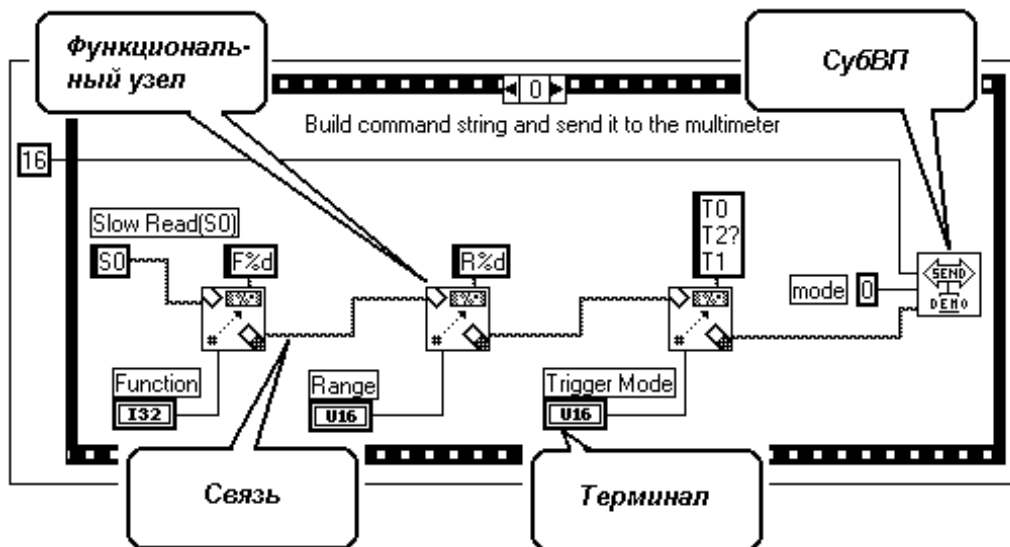 Функциональ-
ный узел
СубВП
0
Build command string and send it to the multimeter
16
Slow Read(S0)
S0
F%d
R%d
T0
T2?
T1
SEND
DEMO
mode 0
#
#
#
Function
I32
Range
U16
Trigger Mode
U16
Связь
Терминал